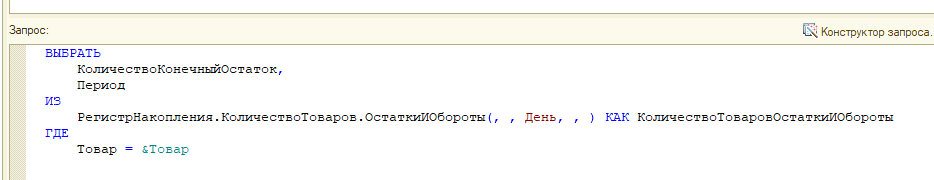 Запрос:
Конструктор запроса.
ВЫБРАТЬ
КоличествоКонечныйОстаток,
Период
ИЗ
РегистрНакопления.КоличествоТоваров.ОстаткиИОбороты(, , День, , ) КАК КоличествоТоваровОстаткиИОбороты
ГДЕ
Товар = &Товар